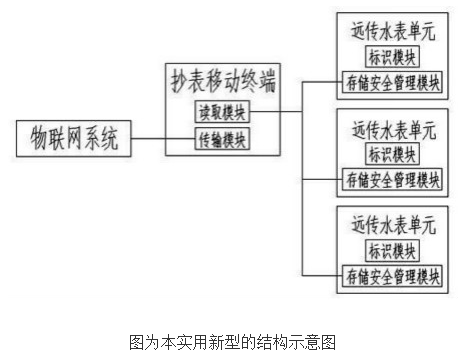 物联网系统
抄表移动终端
读取模块
传输模块
远传水表单元
标识模块
存储安全管理模块
远传水表单元
标识模块
存储安全管理模块
远传水表单元
标识模块
存储安全管理模块
图为本实用新型的结构示意图